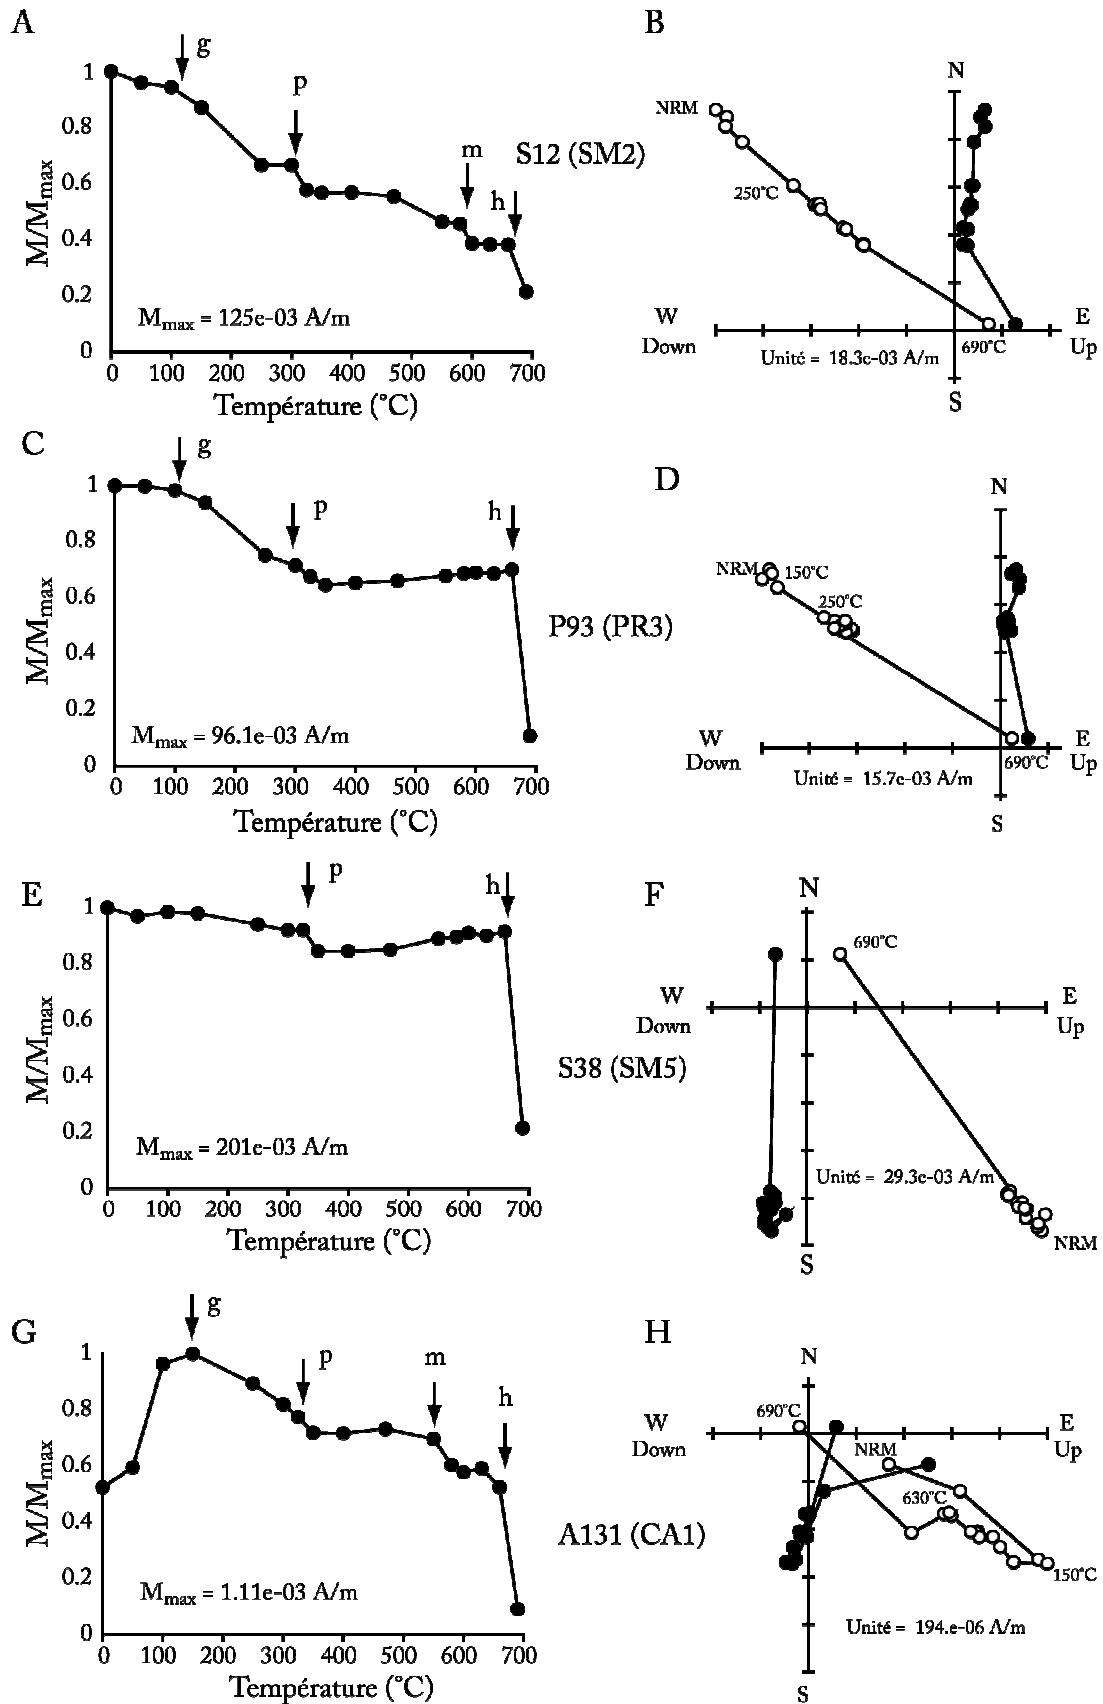 A
g
p
m
h
1
0.8
0.6
0.4
0.2
0
M/Mmax
Mmax = 125e-03 A/m
0 100 200 300 400 500 600 700
Température (°C)
S12 (SM2)
B
N
NRM
250°C
W
Down
E
Up
690°C
Unité = 18.3e-03 A/m
S
C
g
p
h
1
0.8
0.6
0.4
0.2
0
M/Mmax
Mmax = 96.1e-03 A/m
0 100 200 300 400 500 600 700
Température (°C)
P93 (PR3)
D
N
NRM
150°C
250°C
W
Down
E
Up
690°C
Unité = 15.7e-03 A/m
S
E
p
h
1
0.8
0.6
0.4
0.2
0
M/Mmax
Mmax = 201e-03 A/m
0 100 200 300 400 500 600 700
Température (°C)
S38 (SM5)
F
N
690°C
W
Down
E
Up
Unité = 29.3e-03 A/m
NRM
S
G
g
p
m
h
1
0.8
0.6
0.4
0.2
0
M/Mmax
Mmax = 1.11e-03 A/m
0 100 200 300 400 500 600 700
Température (°C)
A131 (CA1)
H
N
690°C
W
Down
E
Up
NRM
630°C
150°C
Unité = 194.e-06 A/m
S